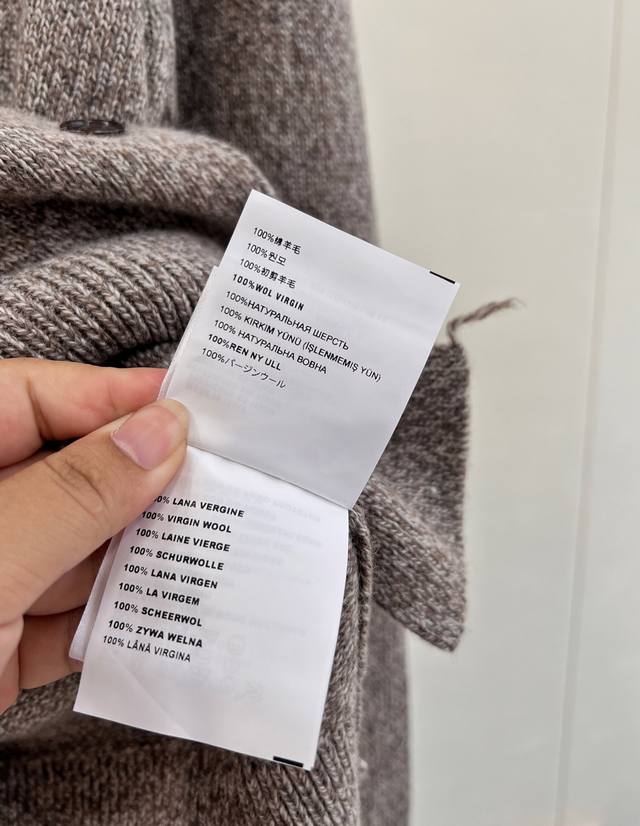 100%绵羊毛
100%원모
100%初剪羊毛
100%WOL VIRGIN
100%НАТУРАЛЬНАЯ ШЕРСТЬ
100% KIRKIM YÜNÜ (İŞLENMEMİŞ YÜN)
100% НАТУРАЛЬНА ВОВНА
100%REN NY ULL
100%バージンウール
0% LANA VERGINE
100% VIRGIN WOOL
100% LAINE VIERGE
100% SCHURWOLLE
100% LANA VIRGEN
100% LA VIRGEM
100% SCHEERWOL
100% ZYWA WELNA
100% LÂNĂ VIRGINA